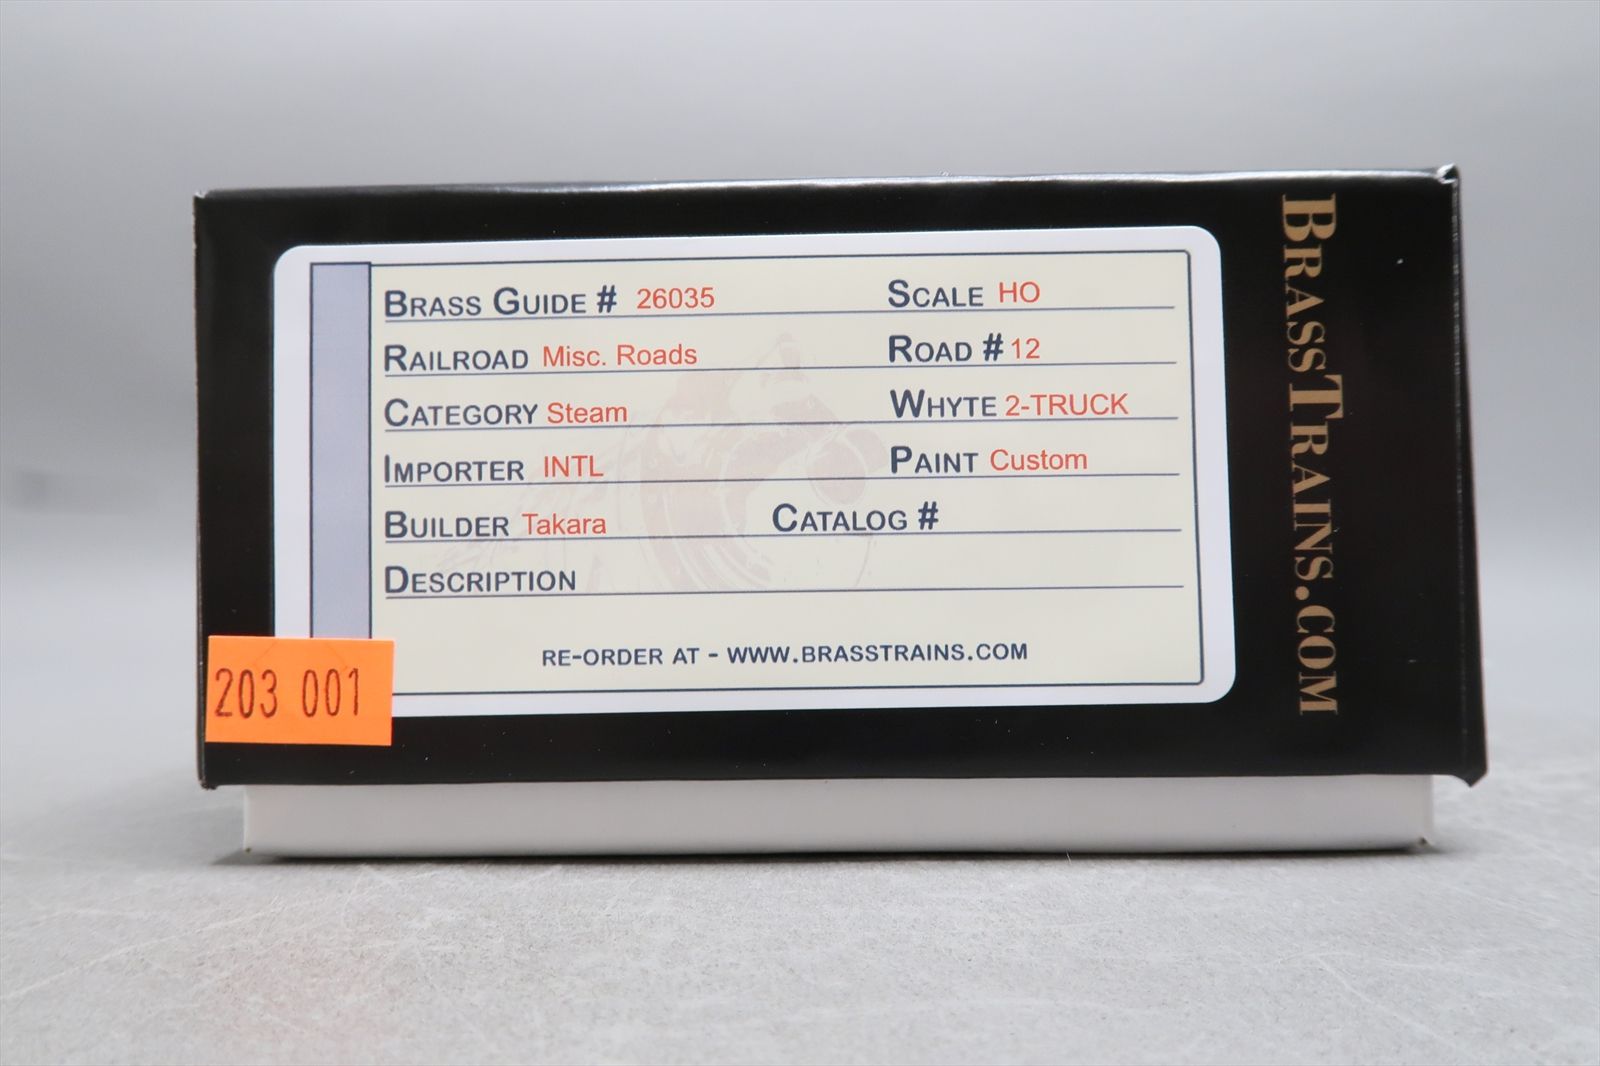 BRASS GUIDE # 26035 SCALE HO
RAILROAD Misc. Roads ROAD # 12
CATEGORY Steam WHYTE 2-TRUCK
IMPORTER INTL PAINT Custom
BUILDER Takara CATALOG #
DESCRIPTION
RE-ORDER AT - WWW.BRASSTRAINS.COM
203 001
BRASSTRAINS.COM